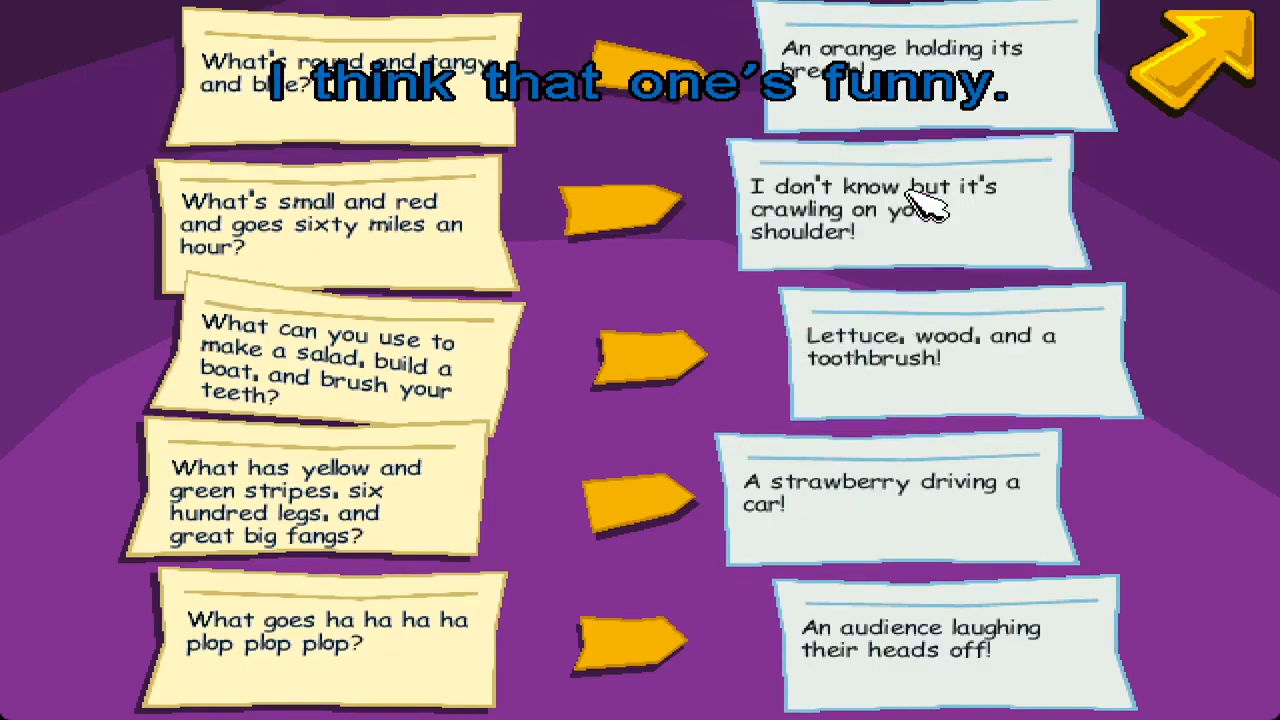 What's round and tangy
and blue?
I think that one's funny.
An orange holding its
breath!
What's small and red
and goes sixty miles an
hour?
I don't know but it's
crawling on your
shoulder!
What can you use to
make a salad, build a
boat, and brush your
teeth?
Lettuce, wood, and a
toothbrush!
What has yellow and
green stripes, six
hundred legs, and
great big fangs?
A strawberry driving a
car!
What goes ha ha ha ha
plop plop plop?
An audience laughing
their heads off!